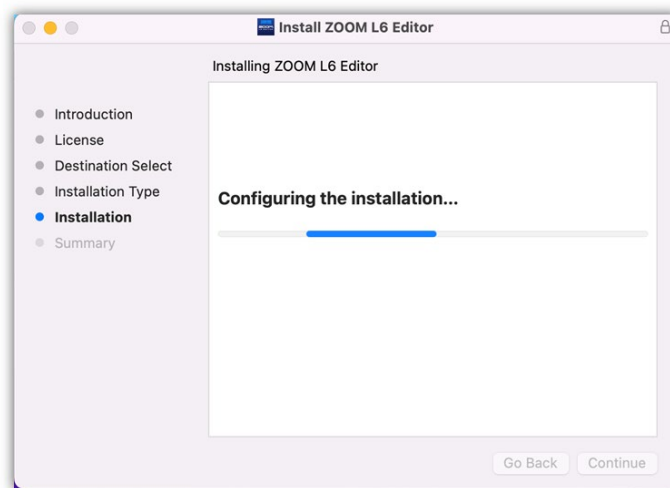 Install ZOOM L6 Editor
Installing ZOOM L6 Editor
Introduction
License
Destination Select
Installation Type
Installation
Summary
Configuring the installation...
Go Back
Continue